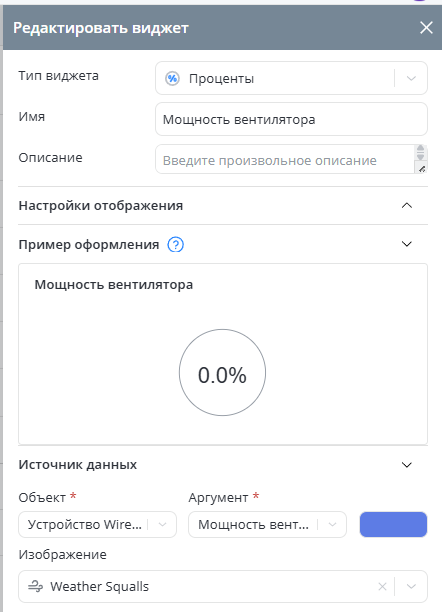 Редактировать виджет
Тип виджета
Проценты
Имя
Мощность вентилятора
Описание
Введите произвольное описание
Настройки отображения
Пример оформления ?
Мощность вентилятора
0.0%
Источник данных
Объект * Аргумент *
Устройство Wire... Мощность вент...
Изображение
Weather Squalls